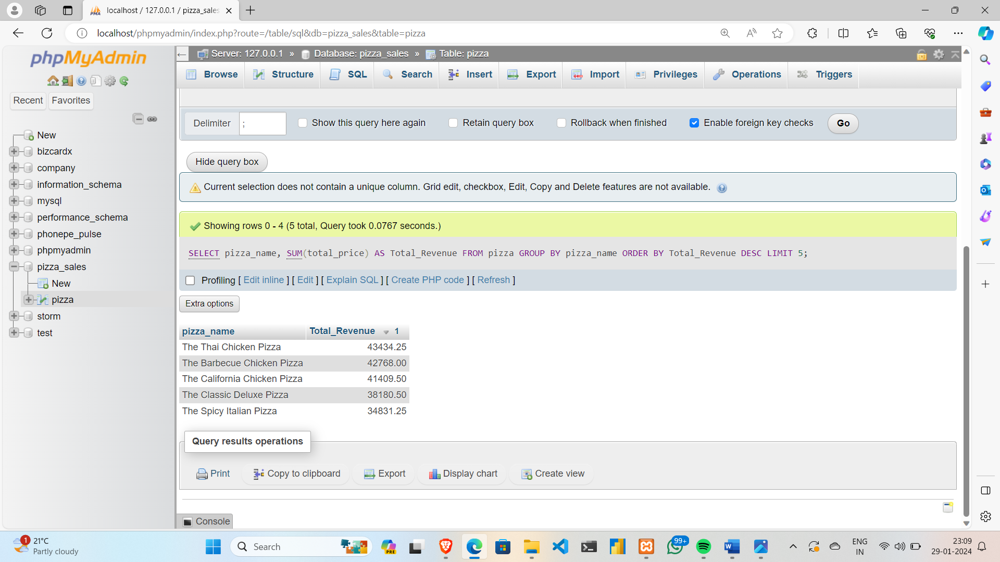 localhost / 127.0.0.1 / pizza_sales
localhost/phpmyadmin/index.php?route=/table/sql&db=pizza_sales&table=pizza
phpMyAdmin
Recent Favorites
New
bizcardx
company
information_schema
mysql
performance_schema
phonepe_pulse
phpmyadmin
pizza_sales
New
pizza
storm
test
Server: 127.0.0.1 » Database: pizza_sales » Table: pizza
Browse Structure SQL Search Insert Export Import Privileges Operations Triggers
Delimiter ; Show this query here again Retain query box Rollback when finished Enable foreign key checks Go
Hide query box
Current selection does not contain a unique column. Grid edit, checkbox, Edit, Copy and Delete features are not available.
Showing rows 0 - 4 (5 total, Query took 0.0767 seconds.)
SELECT pizza_name, SUM(total_price) AS Total_Revenue FROM pizza GROUP BY pizza_name ORDER BY Total_Revenue DESC LIMIT 5;
Profiling [ Edit inline ] [ Edit ] [ Explain SQL ] [ Create PHP code ] [ Refresh ]
Extra options
pizza_name Total_Revenue 1
The Thai Chicken Pizza 43434.25
The Barbecue Chicken Pizza 42768.00
The California Chicken Pizza 41409.50
The Classic Deluxe Pizza 38180.50
The Spicy Italian Pizza 34831.25
Query results operations
Print Copy to clipboard Export Display chart Create view
Console
1 21°C
Partly cloudy
Search
PRE
99+
ENG
IN
23:09
29-01-2024